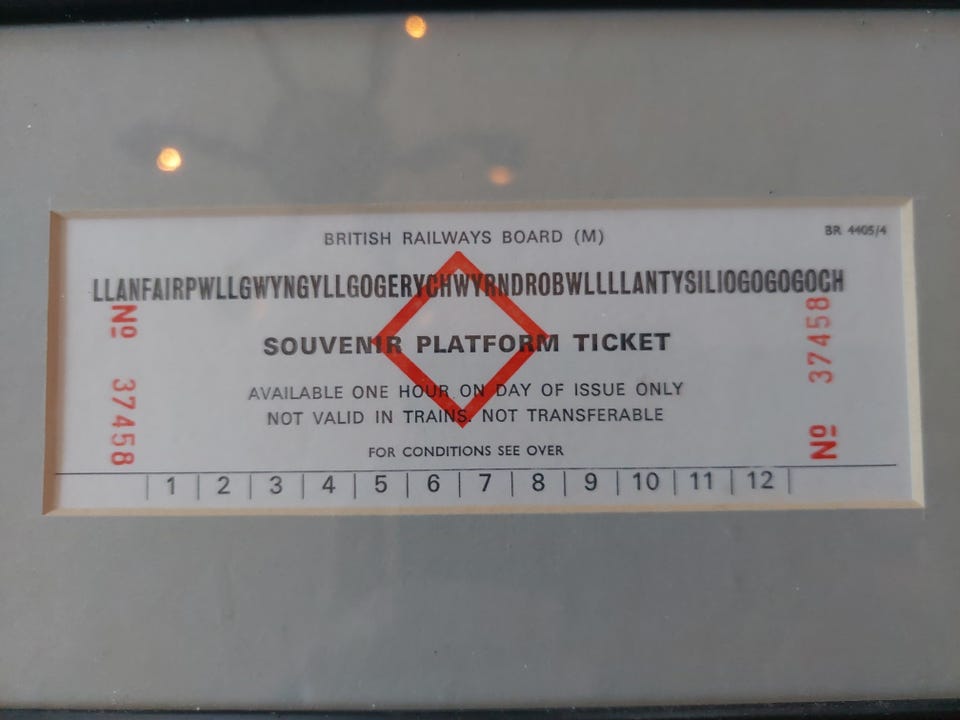 BRITISH RAILWAYS BOARD (M)
BR 4405/4
LLANFAIRPWLLGWYNGYLLGOGERYCHWYRNDROBWLLLLANTYSILIOGOGOGOCH
SOUVENIR PLATFORM TICKET
AVAILABLE ONE HOUR ON DAY OF ISSUE ONLY
NOT VALID IN TRAINS. NOT TRANSFERABLE
FOR CONDITIONS SEE OVER
Nº 37458
Nº 37458
| 1 | 2 | 3 | 4 | 5 | 6 | 7 | 8 | 9 | 10 | 11 | 12 |